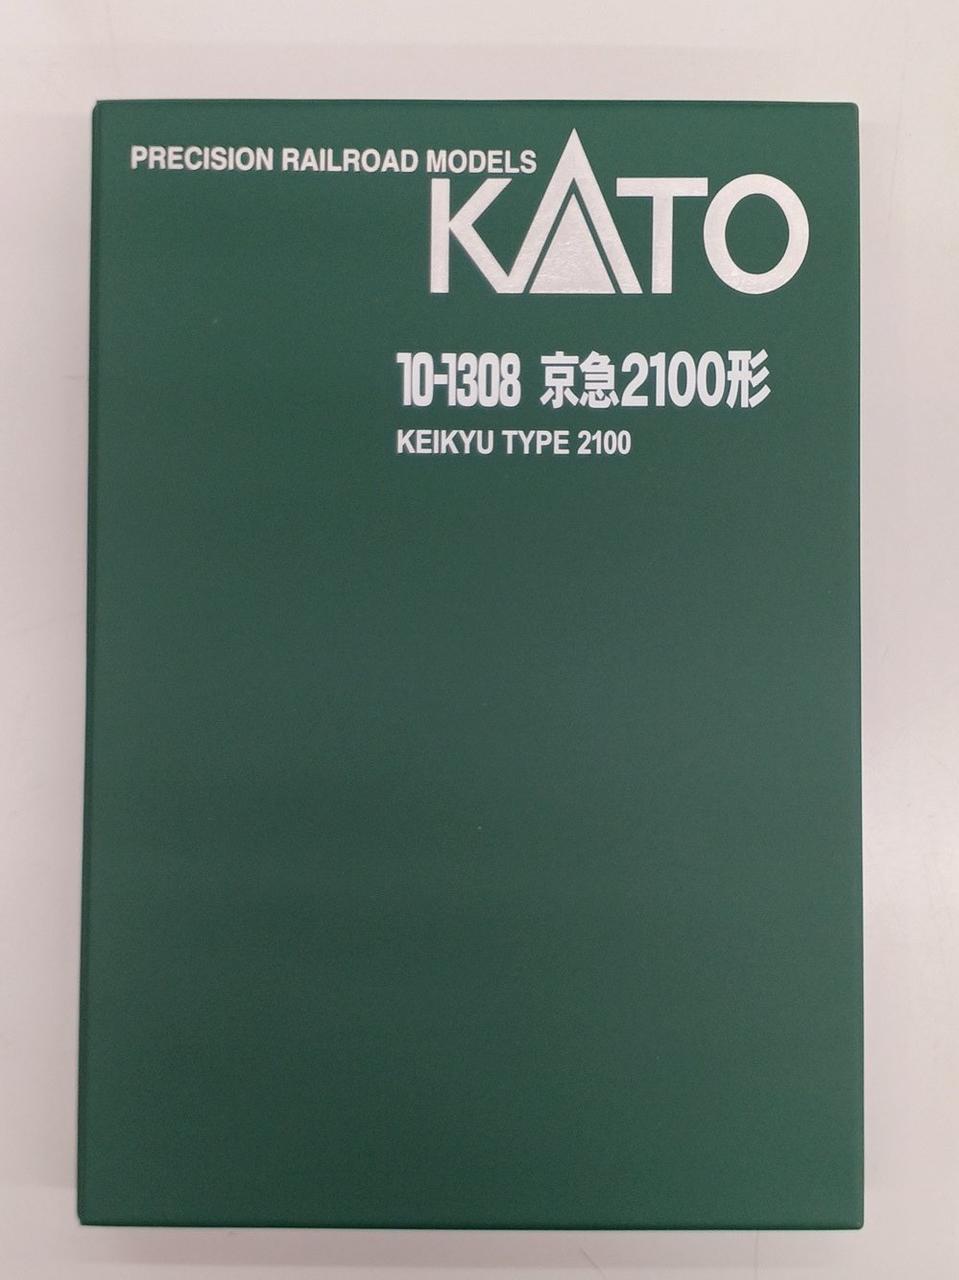 PRECISION RAILROAD MODELS
KATO
10-1308 京急2100形
KEIKYU TYPE 2100